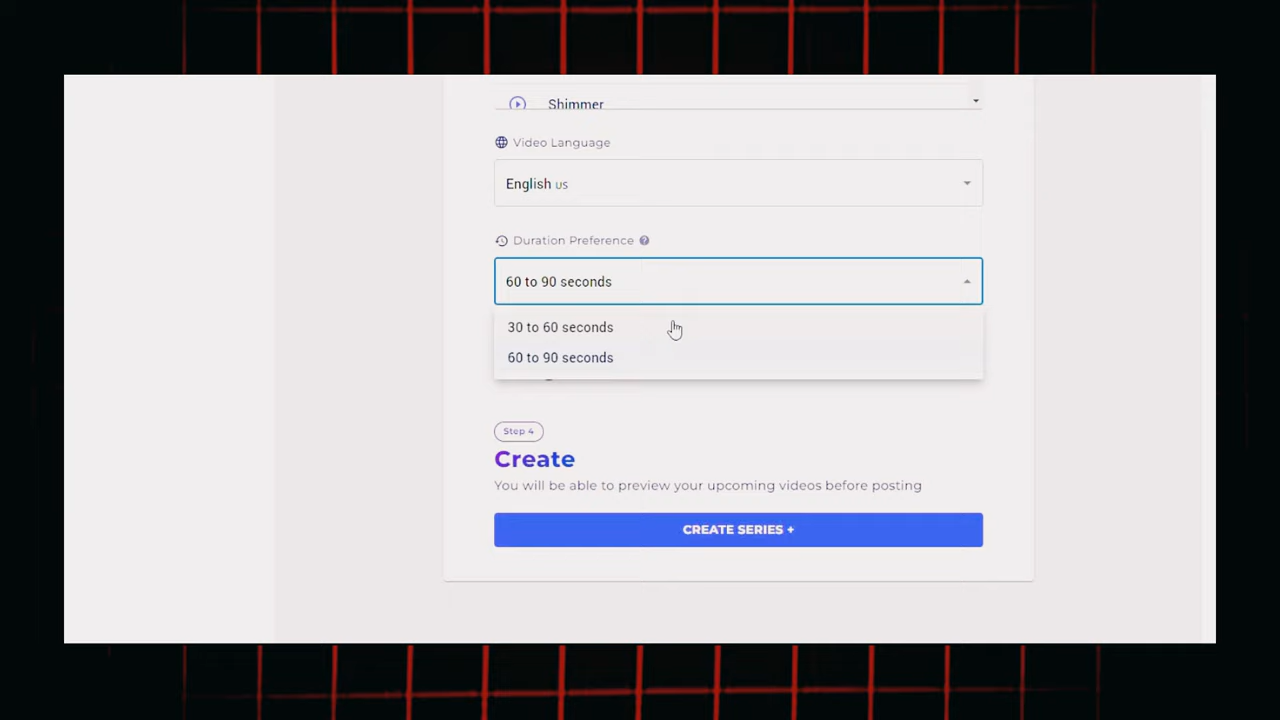 Shimmer
Video Language
English US
Duration Preference
60 to 90 seconds
30 to 60 seconds
60 to 90 seconds
Step 4
Create
You will be able to preview your upcoming videos before posting
CREATE SERIES +